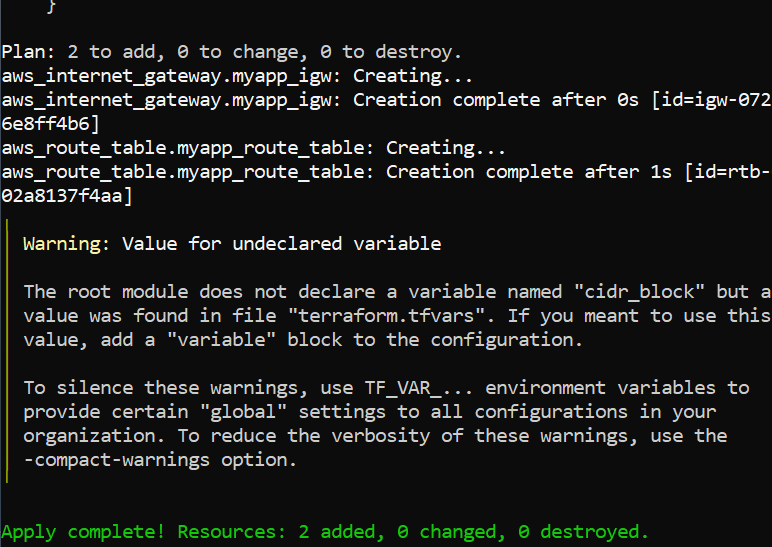 }
Plan: 2 to add, 0 to change, 0 to destroy.
aws_internet_gateway.myapp_igw: Creating...
aws_internet_gateway.myapp_igw: Creation complete after 0s [id=igw-072
6e8ff4b6]
aws_route_table.myapp_route_table: Creating...
aws_route_table.myapp_route_table: Creation complete after 1s [id=rtb-
02a8137f4aa]
Warning: Value for undeclared variable
The root module does not declare a variable named "cidr_block" but a
value was found in file "terraform.tfvars". If you meant to use this
value, add a "variable" block to the configuration.
To silence these warnings, use TF_VAR_... environment variables to
provide certain "global" settings to all configurations in your
organization. To reduce the verbosity of these warnings, use the
-compact-warnings option.
Apply complete! Resources: 2 added, 0 changed, 0 destroyed.